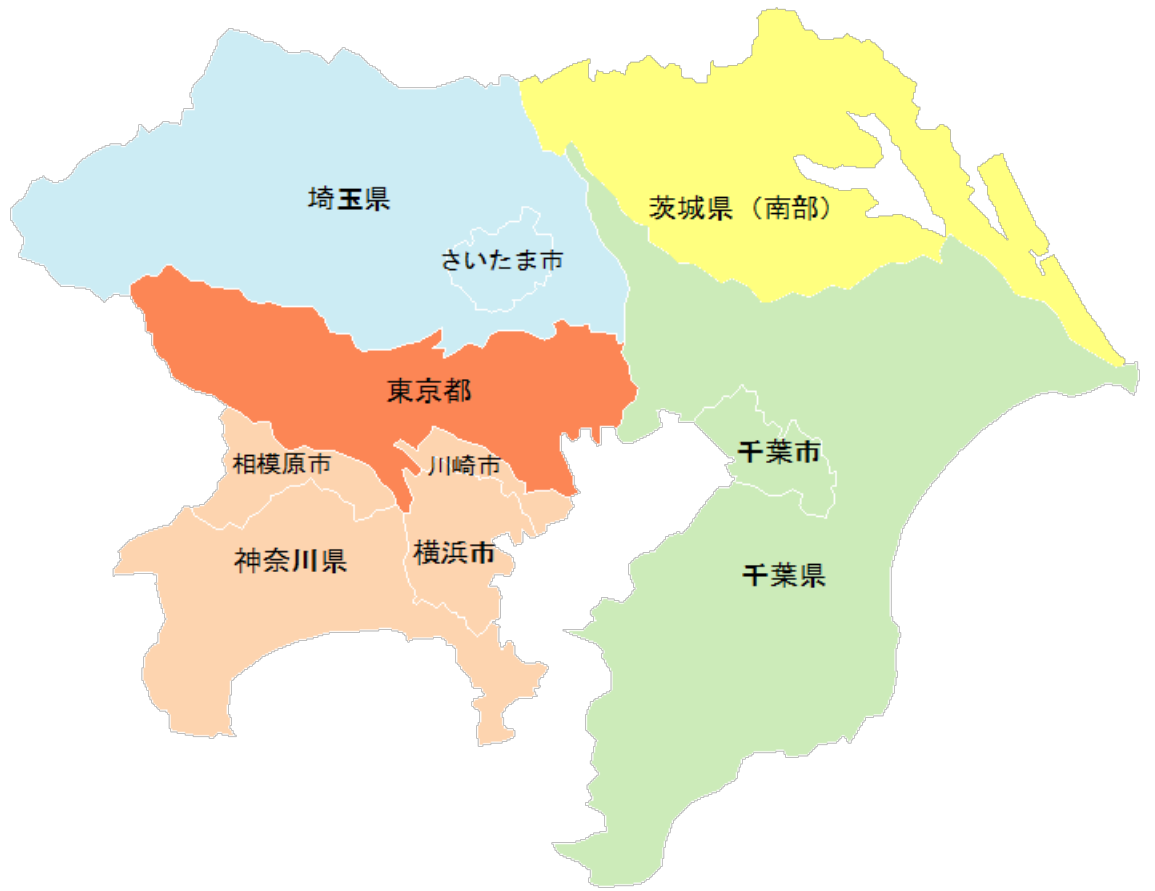 埼玉県
茨城県（南部）
さいたま市
東京都
千葉市
相模原市
川崎市
横浜市
神奈川県
千葉県